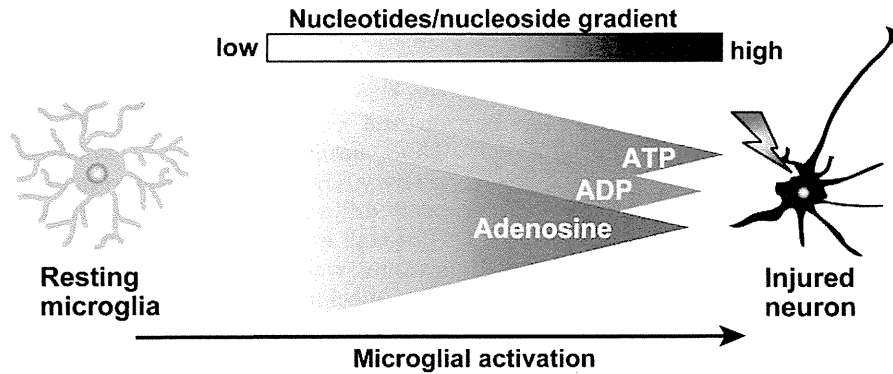 Nucleotides/nucleoside gradient
low
high
ATP
ADP
Adenosine
Resting
microglia
Injured
neuron
Microglial activation